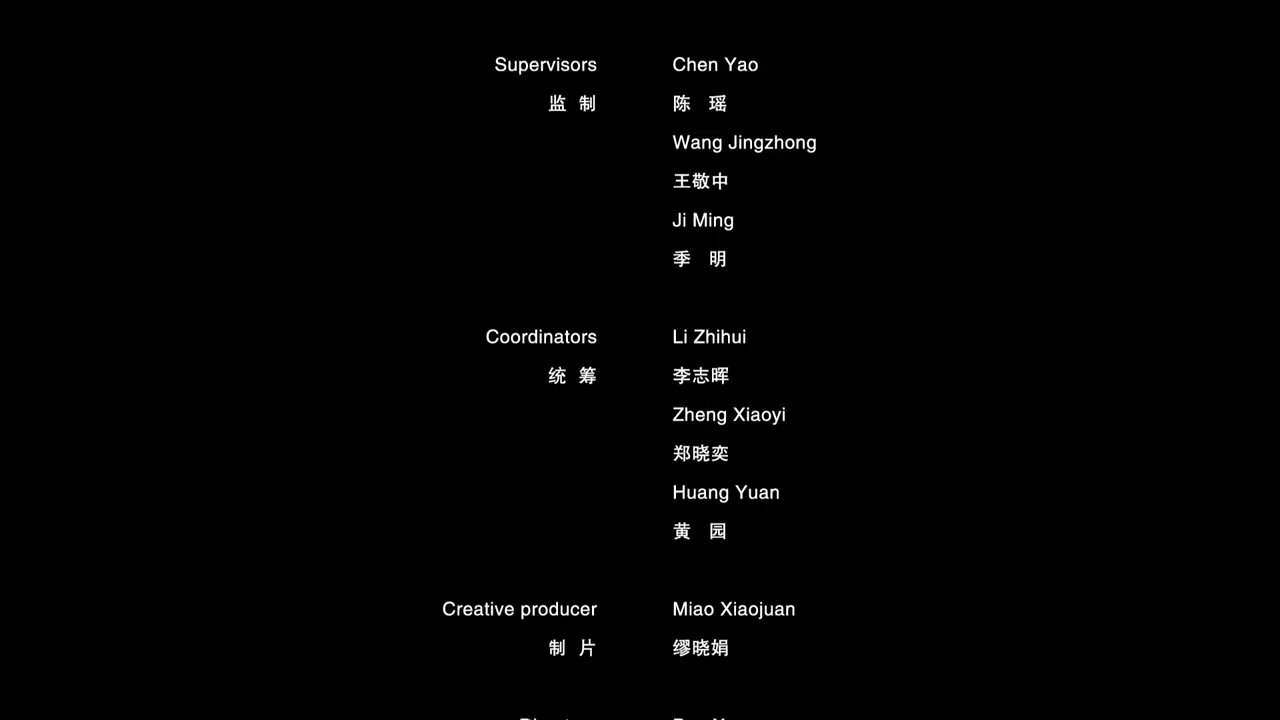 Supervisors Chen Yao
监 制 陈 瑶
Wang Jingzhong
王敬中
Ji Ming
季 明
Coordinators Li Zhihui
统 筹 李志晖
Zheng Xiaoyi
郑晓奕
Huang Yuan
黄 园
Creative producer Miao Xiaojuan
制 片 缪晓娟